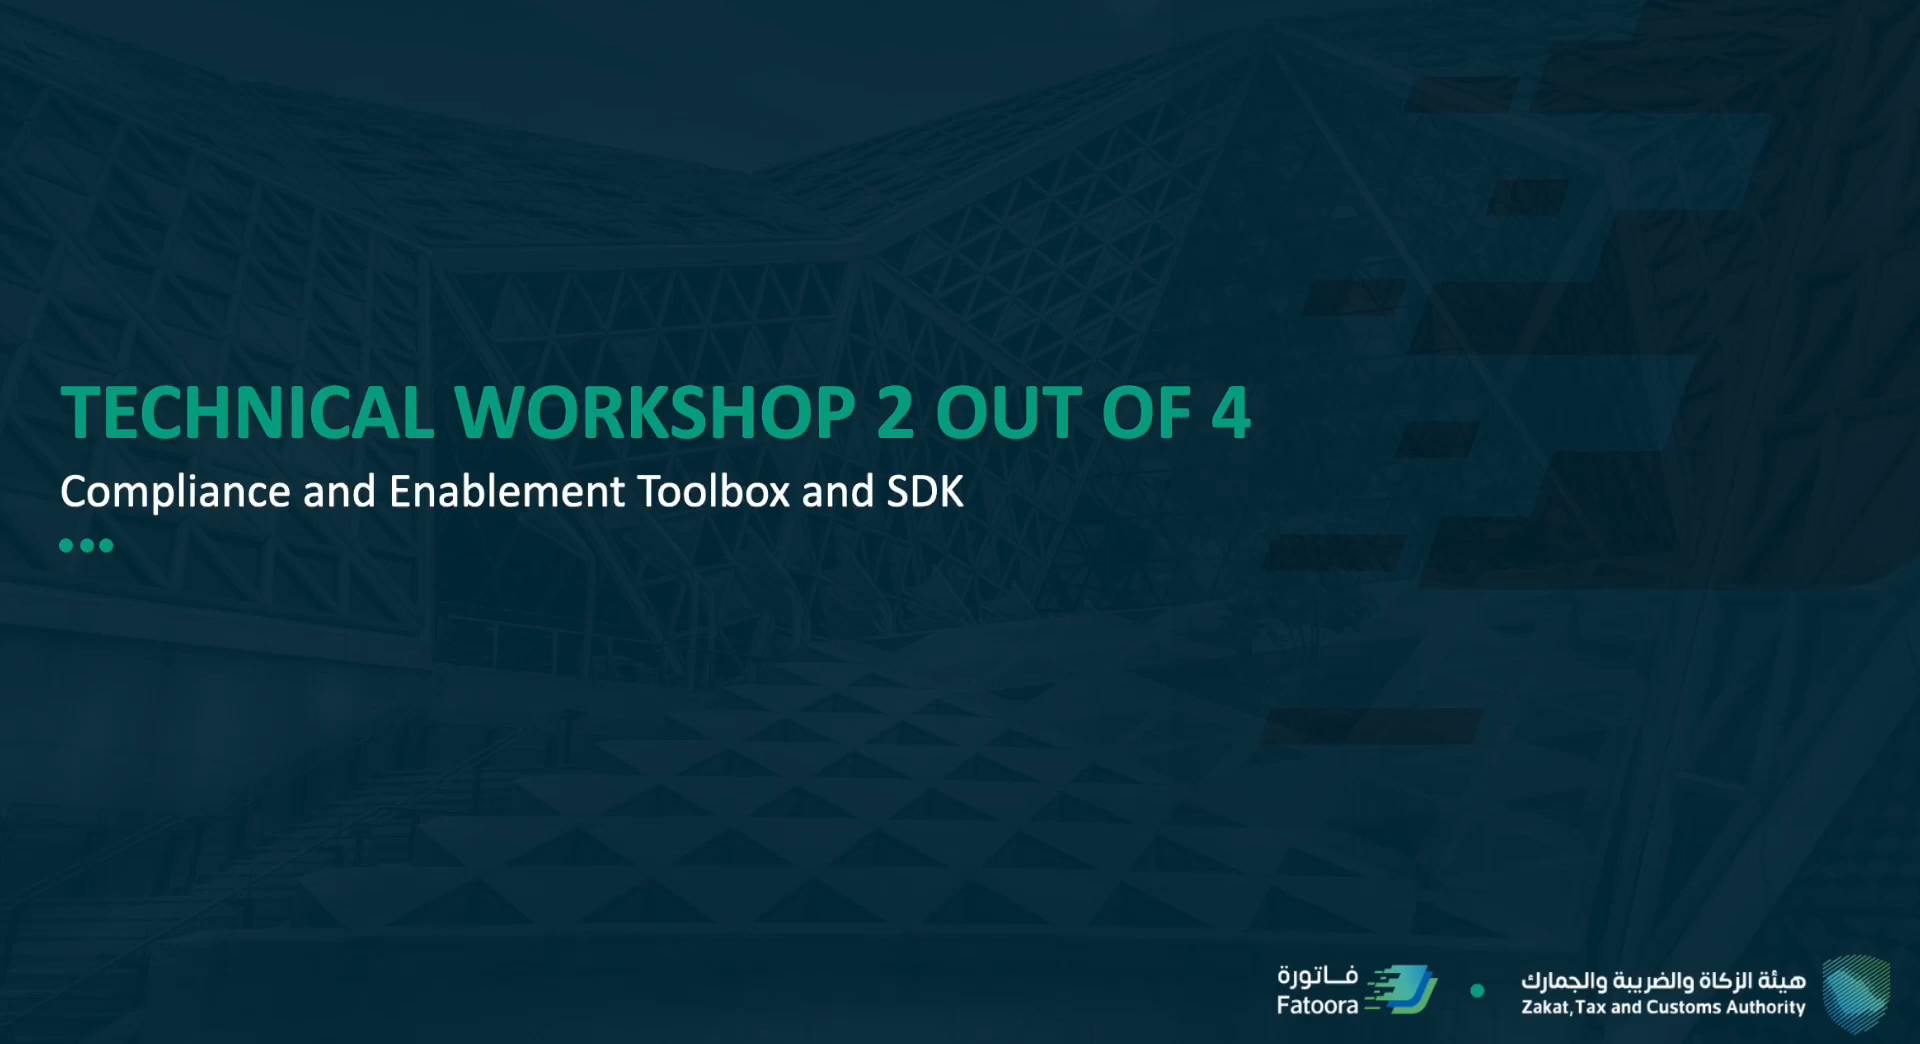 TECHNICAL WORKSHOP 2 OUT OF 4
Compliance and Enablement Toolbox and SDK
فـاتورة
Fatoora
هيئة الزكاة والضريبة والجمارك
Zakat,Tax and Customs Authority